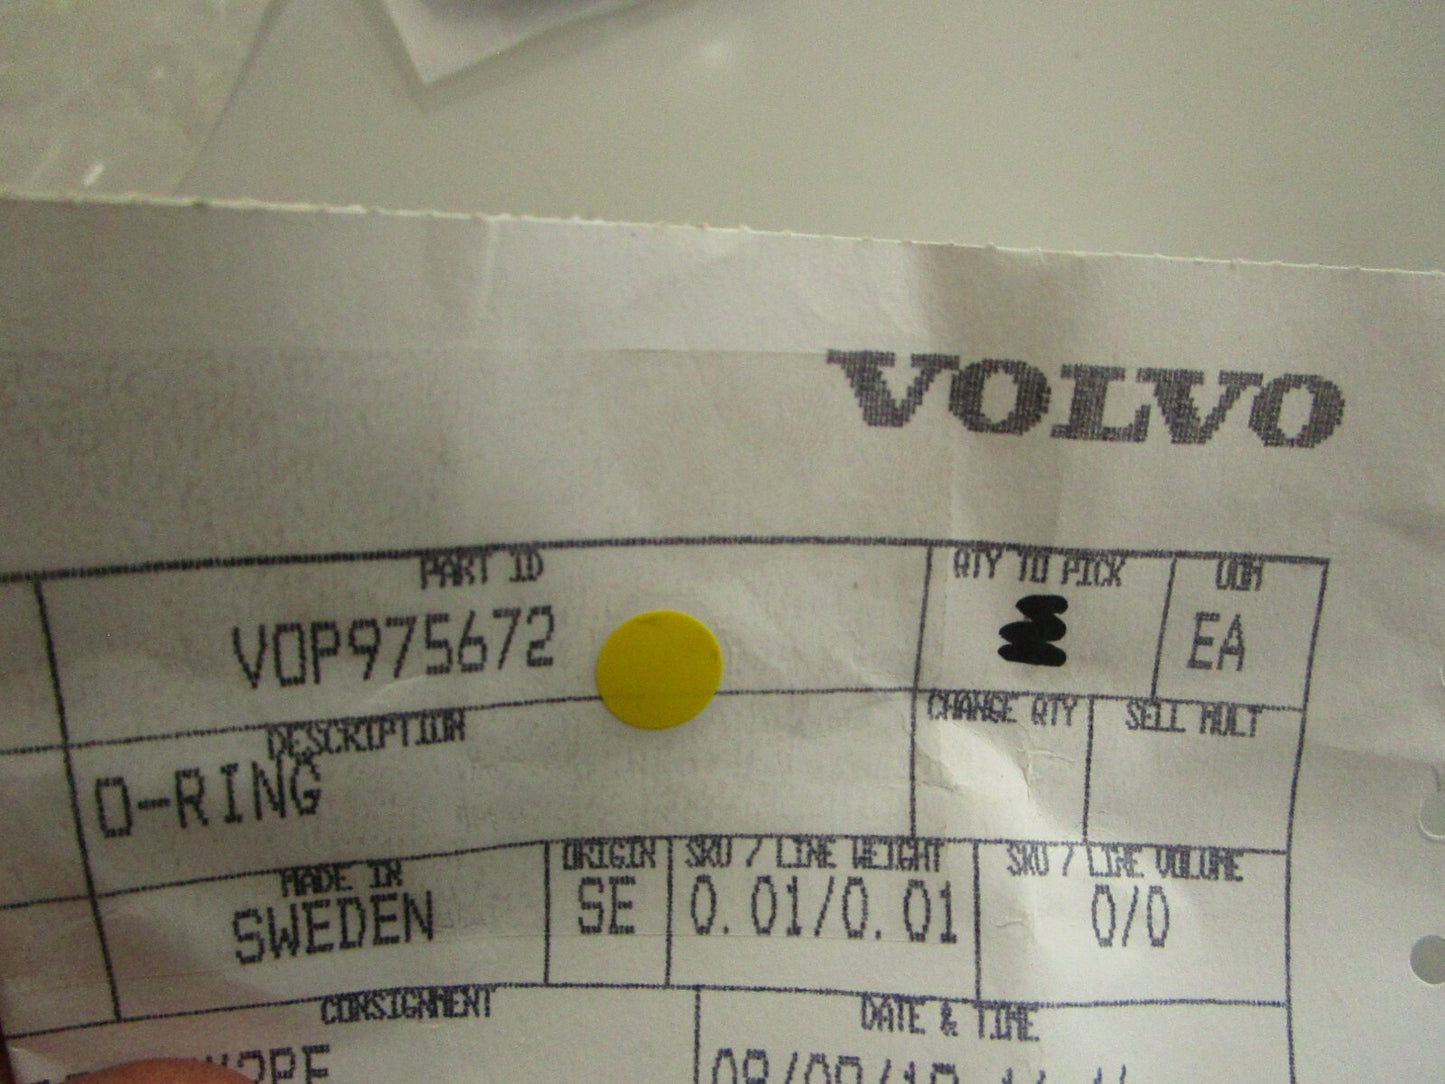 VOLVO
PART ID
QTY TO PICK
UOM
VOP975672
EA
DESCRIPTION
CHANGE QTY
SELL MULT
O-RING
MADE IN
ORIGIN
SKU / LINE WEIGHT
SKU / LINE VOLUME
SWEDEN
SE
0.01/0.01
0/0
CONSIGNMENT
DATE & TIME